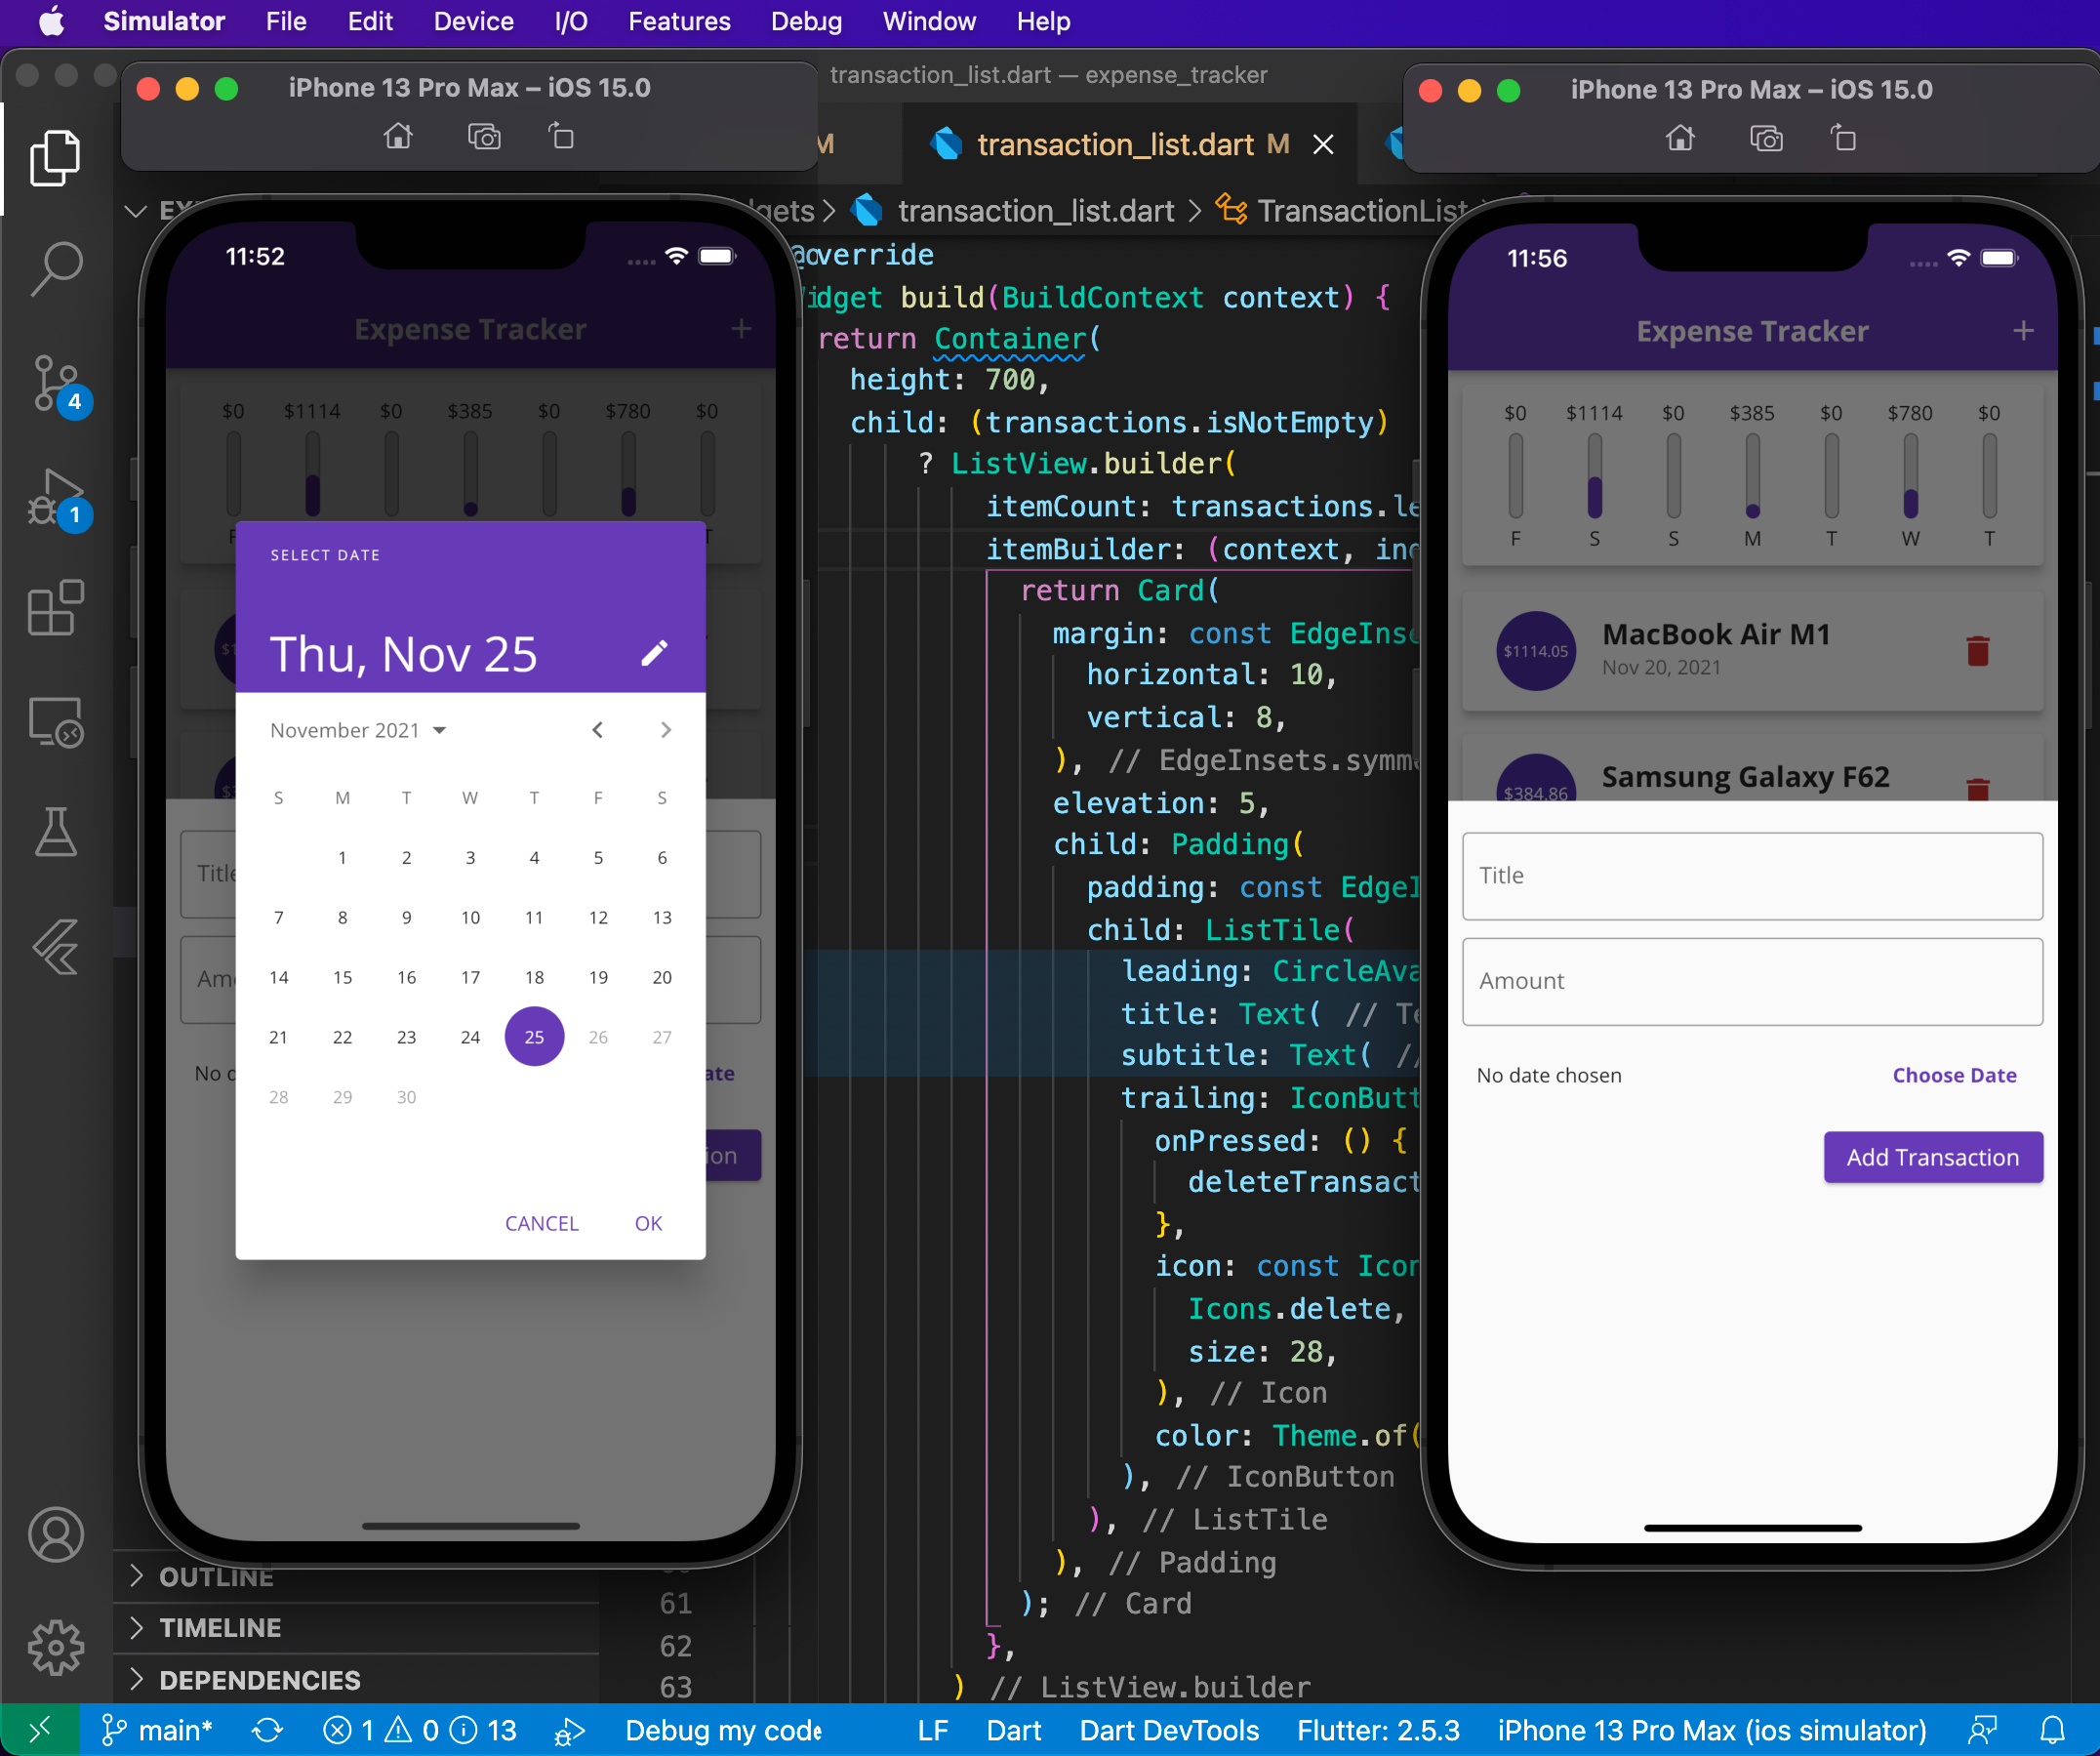 Simulator File Edit Device I/O Features Debug Window Help
transaction_list.dart — expense_tracker
iPhone 13 Pro Max – iOS 15.0
M
transaction_list.dart M
transaction_list.dart > TransactionList
11:52
Expense Tracker
$0 $1114 $0 $385 $0 $780 $0
SELECT DATE
Thu, Nov 25
November 2021
S M T W T F S
1 2 3 4 5 6
7 8 9 10 11 12 13
14 15 16 17 18 19 20
21 22 23 24 25 26 27
28 29 30
CANCEL OK
@override
build(BuildContext context) {
return Container(
height: 700,
child: (transactions.isNotEmpty)
? ListView.builder(
itemCount: transactions.le
itemBuilder: (context, in
return Card(
margin: const EdgeInse
horizontal: 10,
vertical: 8,
), // EdgeInsets.symm
elevation: 5,
child: Padding(
padding: const EdgeI
child: ListTile(
leading: CircleAva
title: Text( // Te
subtitle: Text( //
trailing: IconButt
onPressed: () {
deleteTransact
},
icon: const Icon
Icons.delete,
size: 28,
), // Icon
color: Theme.of(
), // IconButton
), // ListTile
), // Padding
61 ); // Card
62 },
63 ) // ListView.builder
iPhone 13 Pro Max – iOS 15.0
11:56
Expense Tracker
$0 $1114 $0 $385 $0 $780 $0
F S S M T W T
$1114.05
MacBook Air M1
Nov 20, 2021
$384.86
Samsung Galaxy F62
Title
Amount
No date chosen Choose Date
Add Transaction
OUTLINE
TIMELINE
DEPENDENCIES
4
1
main* 1 0 13 Debug my code LF Dart Dart DevTools Flutter: 2.5.3 iPhone 13 Pro Max (ios simulator)